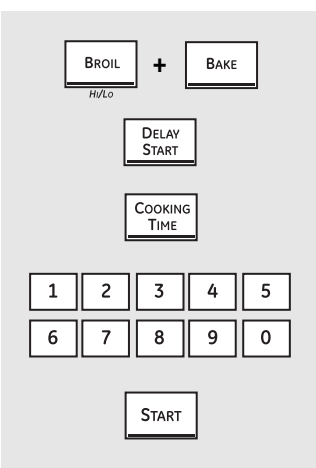 BROIL + BAKE
HI/LO
DELAY
START
COOKING
TIME
1 2 3 4 5
6 7 8 9 0
START